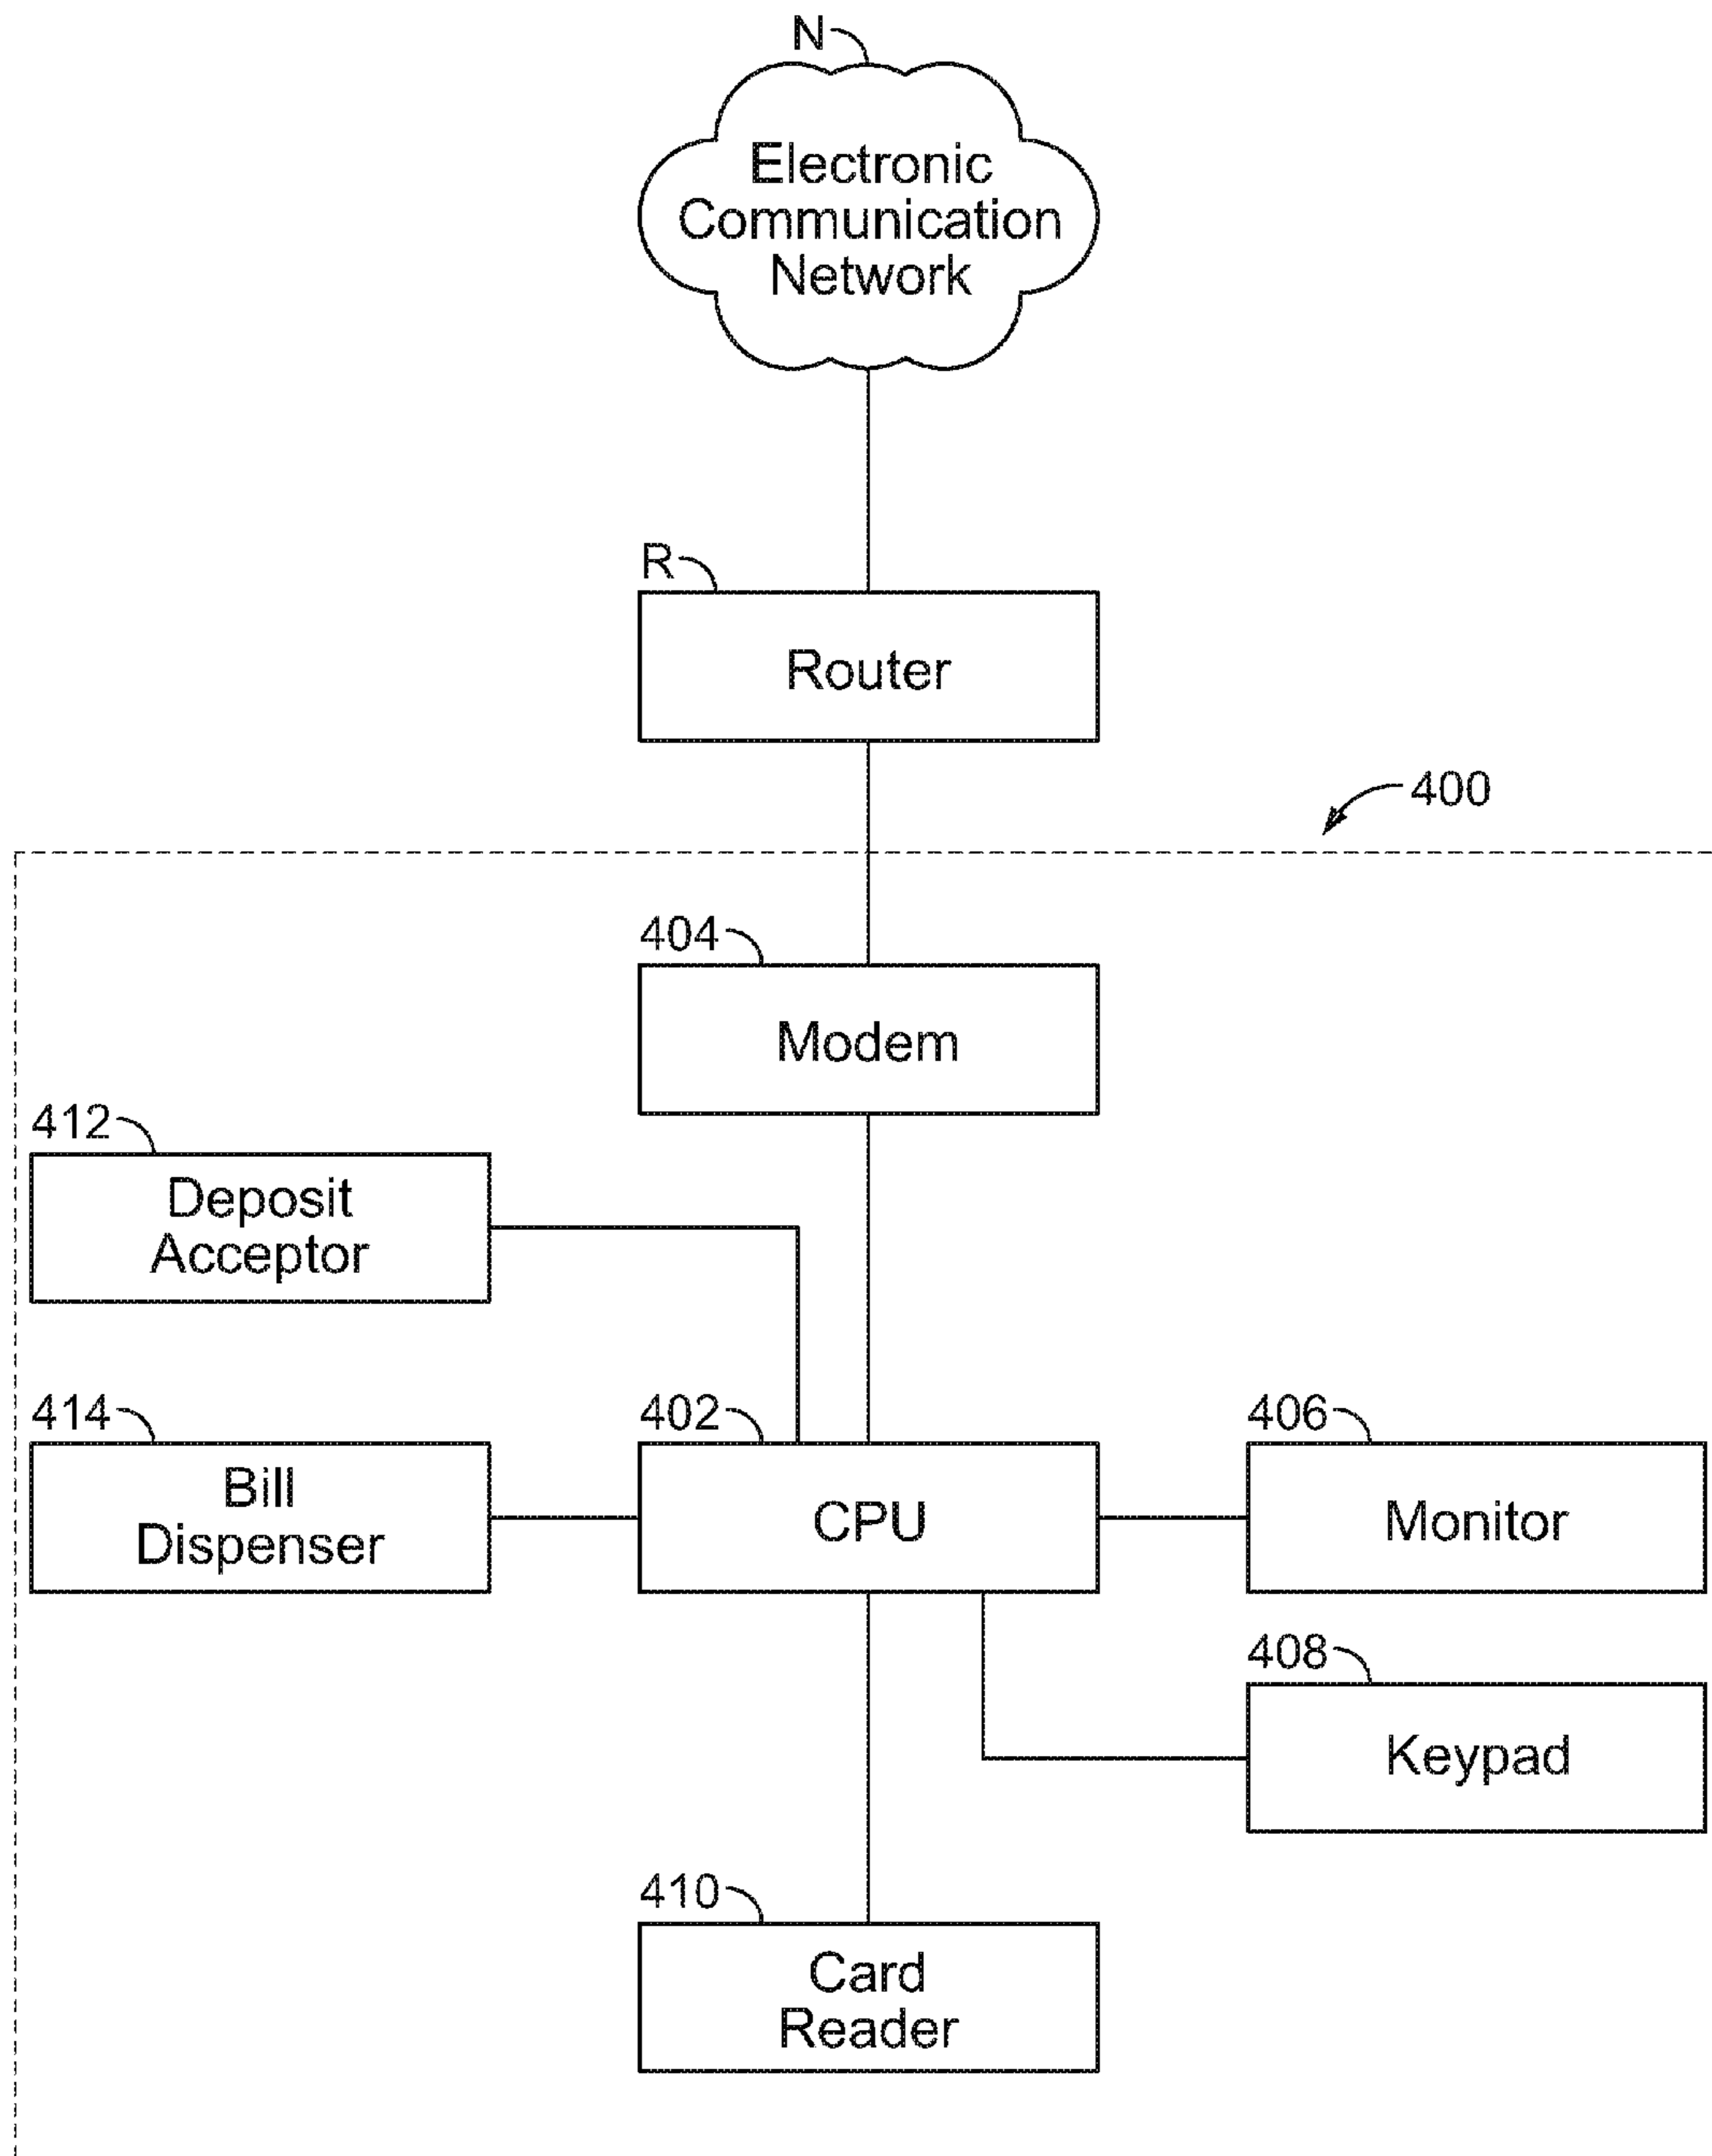 N
Electronic
Communication
Network
R
Router
400
404
Modem
412
Deposit
Acceptor
414
Bill
Dispenser
402
CPU
406
Monitor
408
Keypad
410
Card
Reader